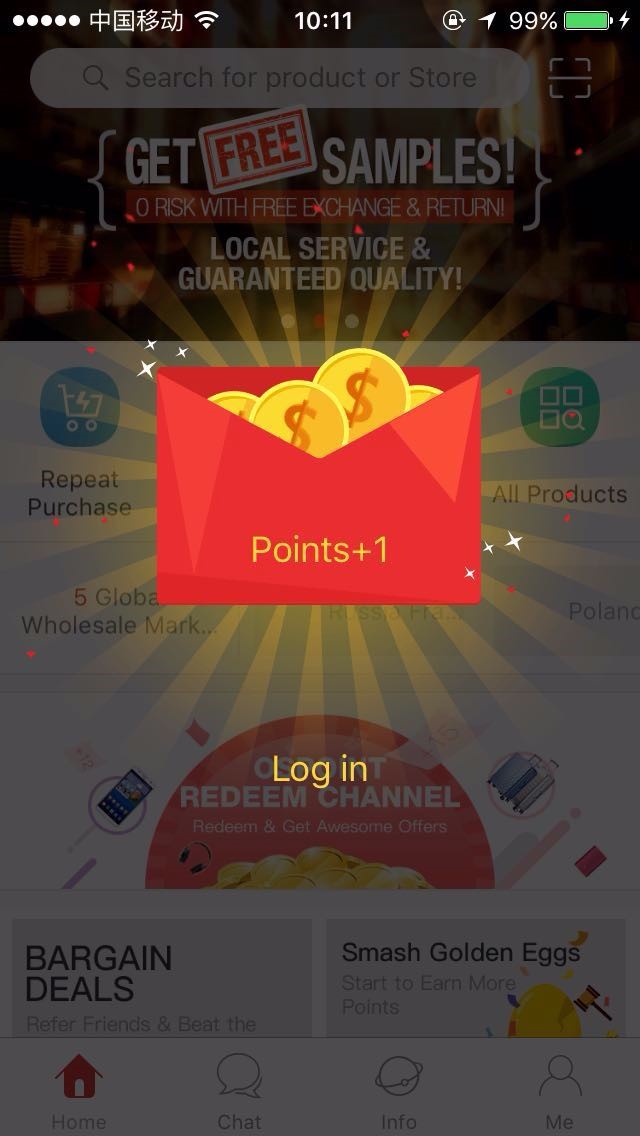 中国移动
10:11
99%
Search for product or Store
GET FREE SAMPLES!
0 RISK WITH FREE EXCHANGE & RETURN!
LOCAL SERVICE &
GUARANTEED QUALITY!
Repeat
Purchase
All Products
Points+1
5 Global
Wholesale Mark...
Russia Fra...
Poland
Log in
REDEEM CHANNEL
Redeem & Get Awesome Offers
BARGAIN
DEALS
Refer Friends & Beat the
Smash Golden Eggs
Start to Earn More
Points
Home
Chat
Info
Me